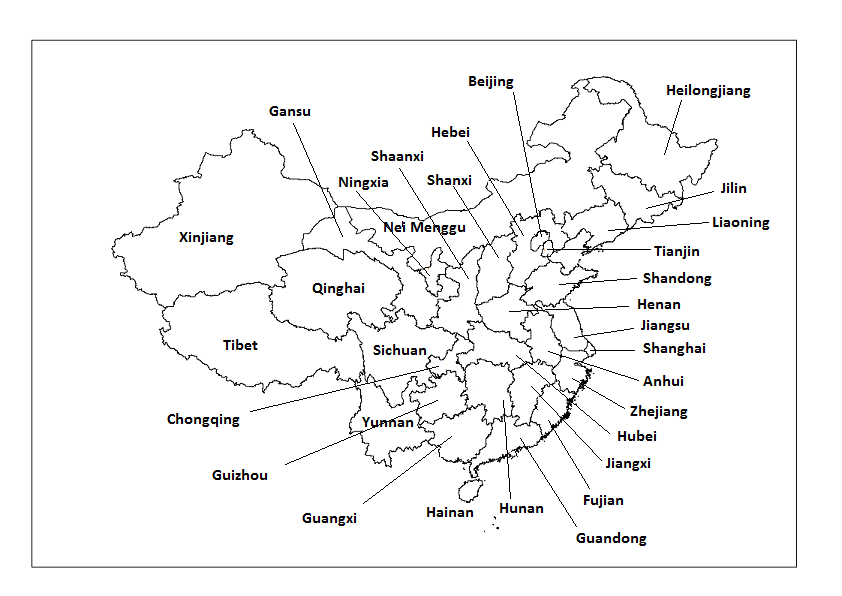 Beijing
Heilongjiang
Gansu
Hebei
Shaanxi
Ningxia
Shanxi
Jilin
Liaoning
Nei Menggu
Xinjiang
Tianjin
Shandong
Qinghai
Henan
Jiangsu
Tibet
Sichuan
Shanghai
Anhui
Zhejiang
Chongqing
Yunnan
Hubei
Jiangxi
Guizhou
Fujian
Hainan
Hunan
Guangxi
Guandong